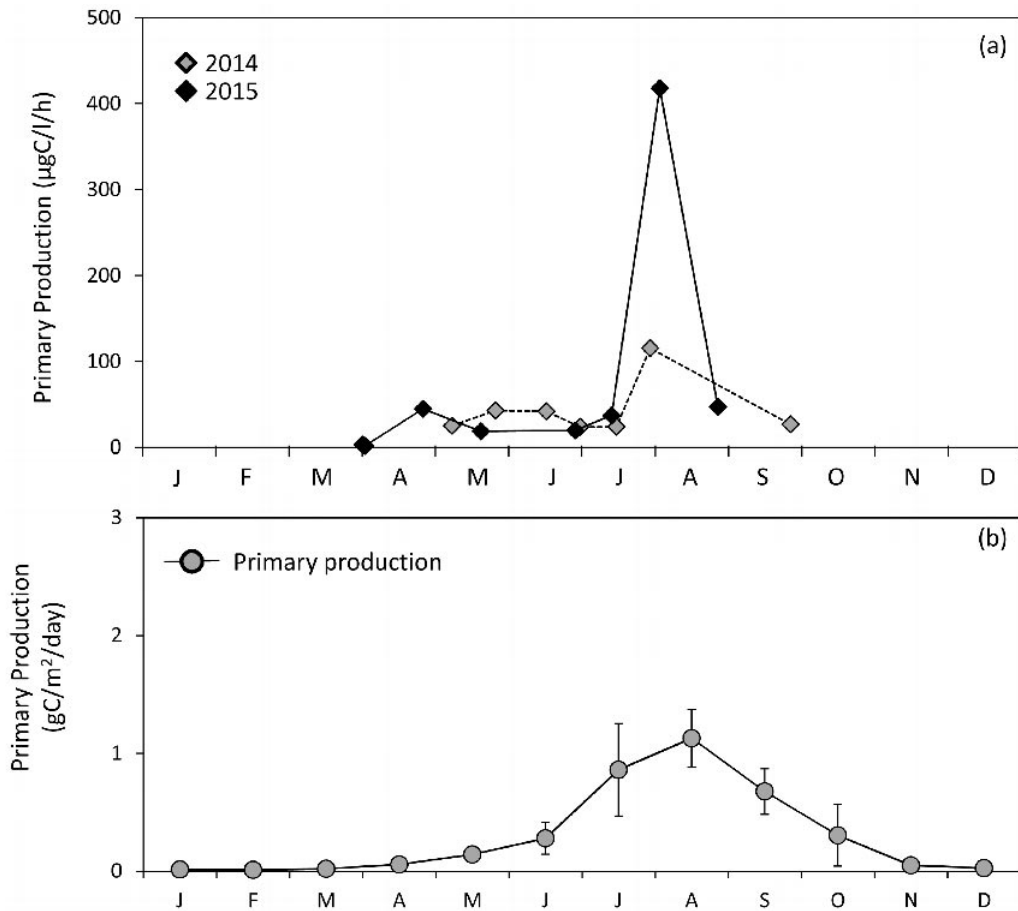 Primary Production (µgC/l/h)
500
400
300
200
100
0
(a)
2014
2015
J F M A M J J A S O N D
Primary Production
(gC/m²/day)
3
2
1
0
(b)
Primary production
J F M A M J J A S O N D